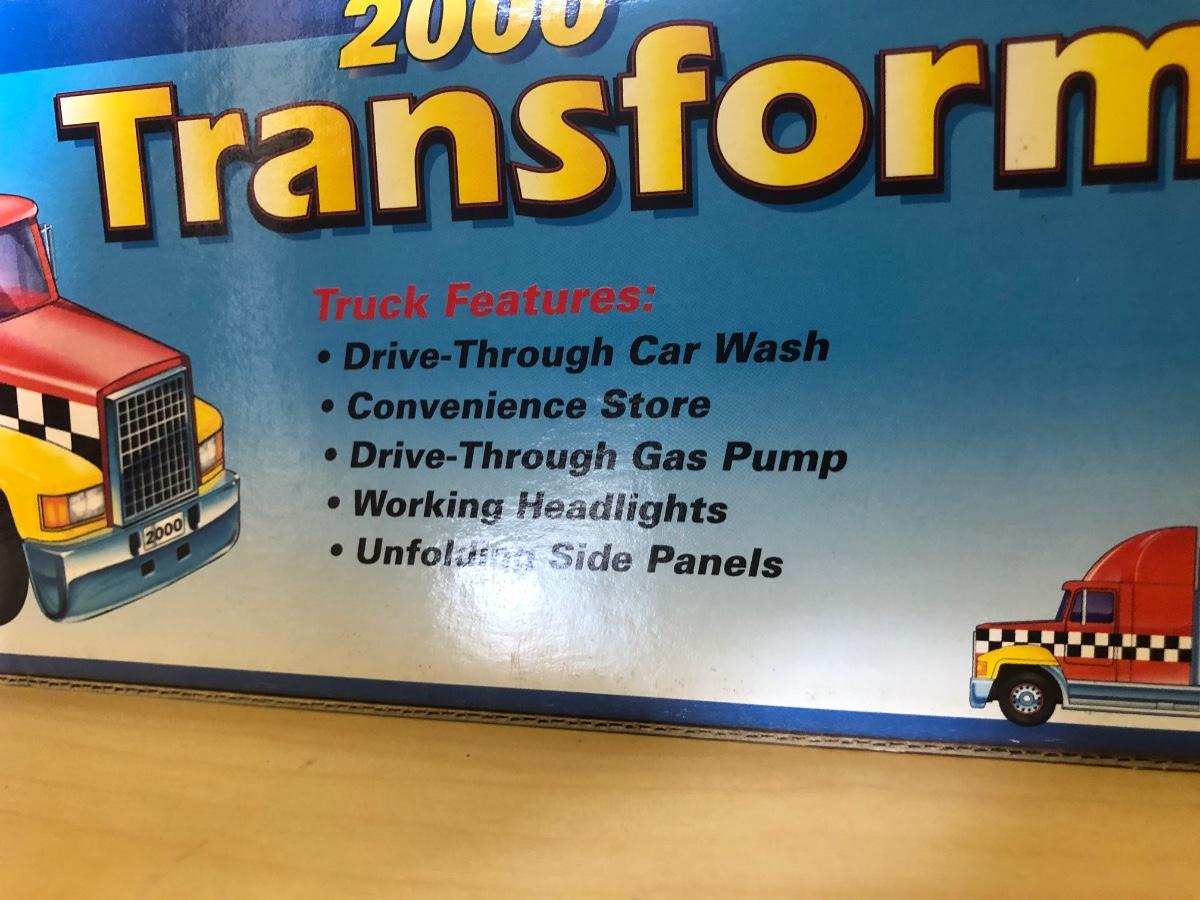 2000
Transform
Truck Features:
• Drive-Through Car Wash
• Convenience Store
• Drive-Through Gas Pump
• Working Headlights
• Unfolding Side Panels
2000